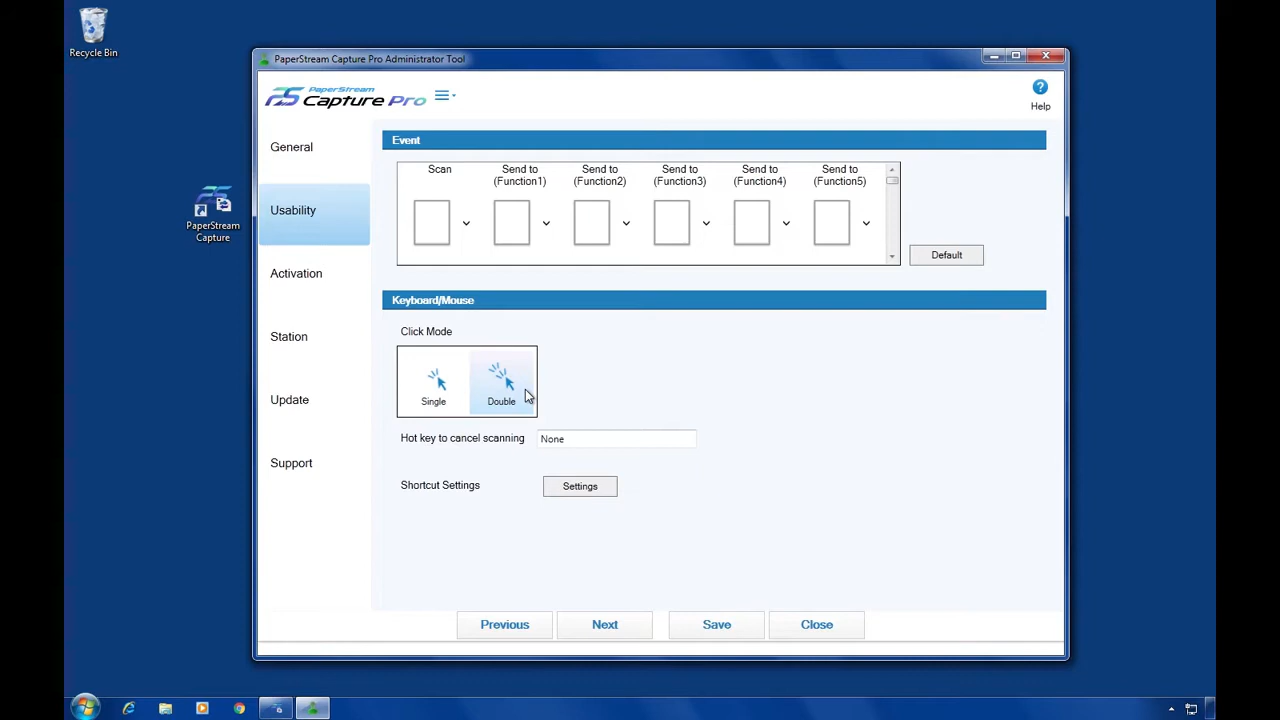 Recycle Bin
PaperStream
Capture
PaperStream Capture Pro Administrator Tool
PaperStream
Capture Pro
Help
General
Usability
Activation
Station
Update
Support
Event
Scan
Send to
(Function1)
Send to
(Function2)
Send to
(Function3)
Send to
(Function4)
Send to
(Function5)
Default
Keyboard/Mouse
Click Mode
Single
Double
Hot key to cancel scanning
None
Shortcut Settings
Settings
Previous
Next
Save
Close